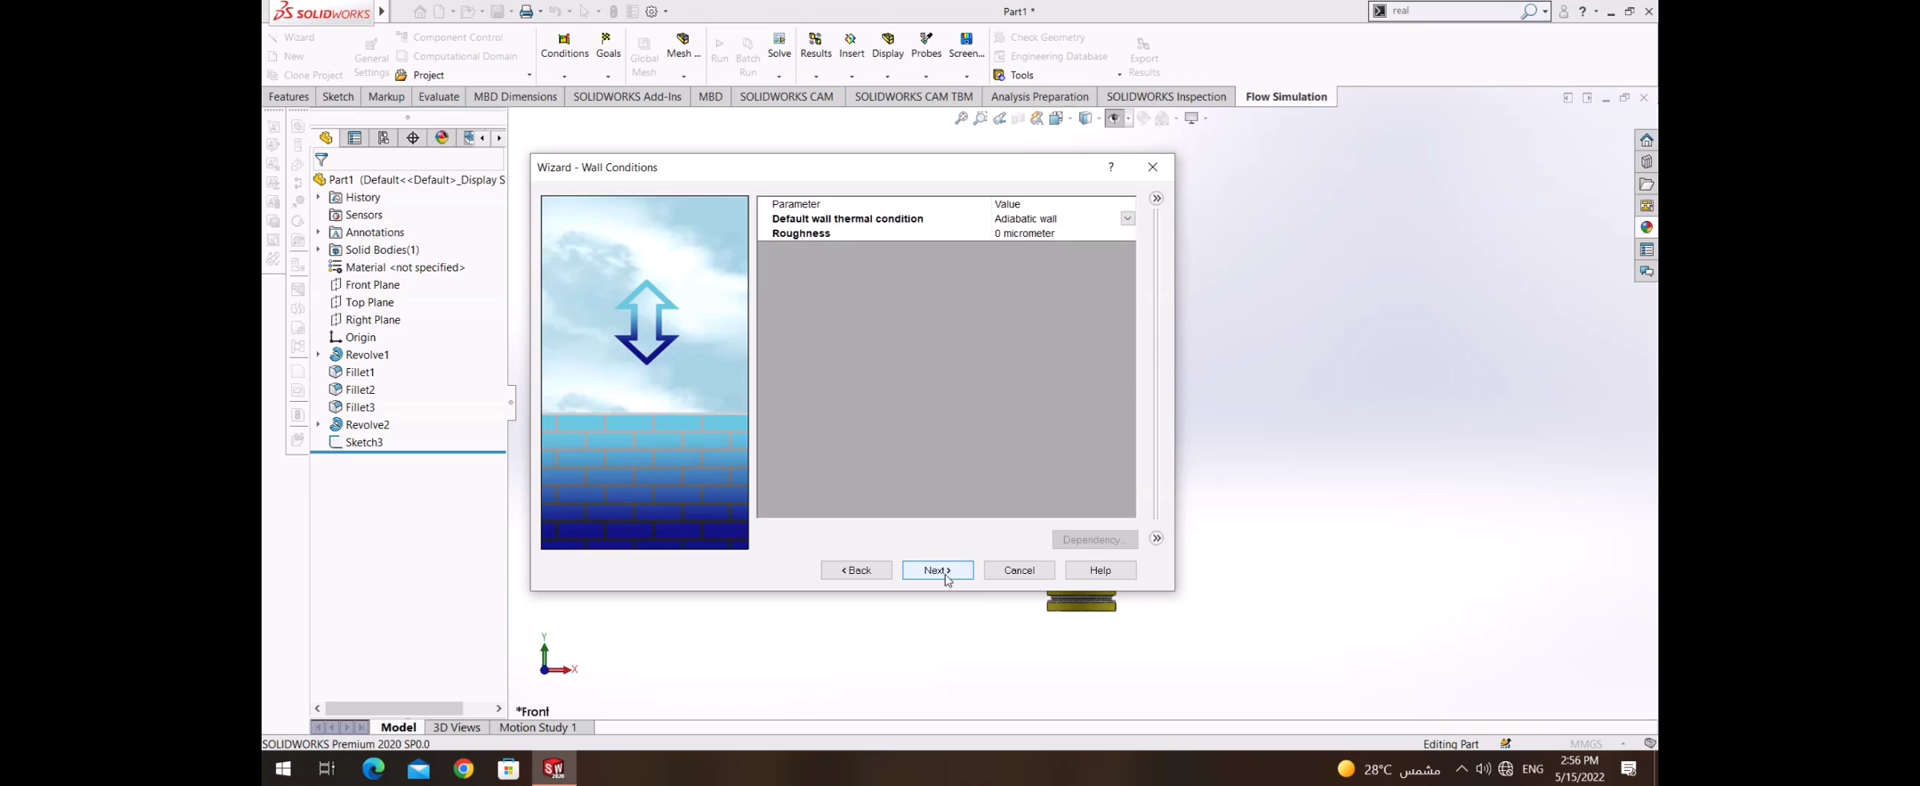 SOLIDWORKS
Part1 *
real
Wizard
New
Clone Project
General Settings
Component Control
Computational Domain
Project
Conditions
Goals
Global Mesh
Mesh ...
Run
Batch Run
Solve
Results
Insert
Display
Probes
Screen...
Check Geometry
Engineering Database
Tools
Export Results
Features
Sketch
Markup
Evaluate
MBD Dimensions
SOLIDWORKS Add-Ins
MBD
SOLIDWORKS CAM
SOLIDWORKS CAM TBM
Analysis Preparation
SOLIDWORKS Inspection
Flow Simulation
Part1 (Default<<Default>_Display S
History
Sensors
Annotations
Solid Bodies(1)
Material <not specified>
Front Plane
Top Plane
Right Plane
Origin
Revolve1
Fillet1
Fillet2
Fillet3
Revolve2
Sketch3
Wizard - Wall Conditions
?
Parameter Value
Default wall thermal condition Adiabatic wall
Roughness 0 micrometer
Dependency...
< Back
Next >
Cancel
Help
Y
X
*Front
Model
3D Views
Motion Study 1
SOLIDWORKS Premium 2020 SP0.0
Editing Part
MMGS
SW
2020
28°C مشمس
ENG
2:56 PM
5/15/2022